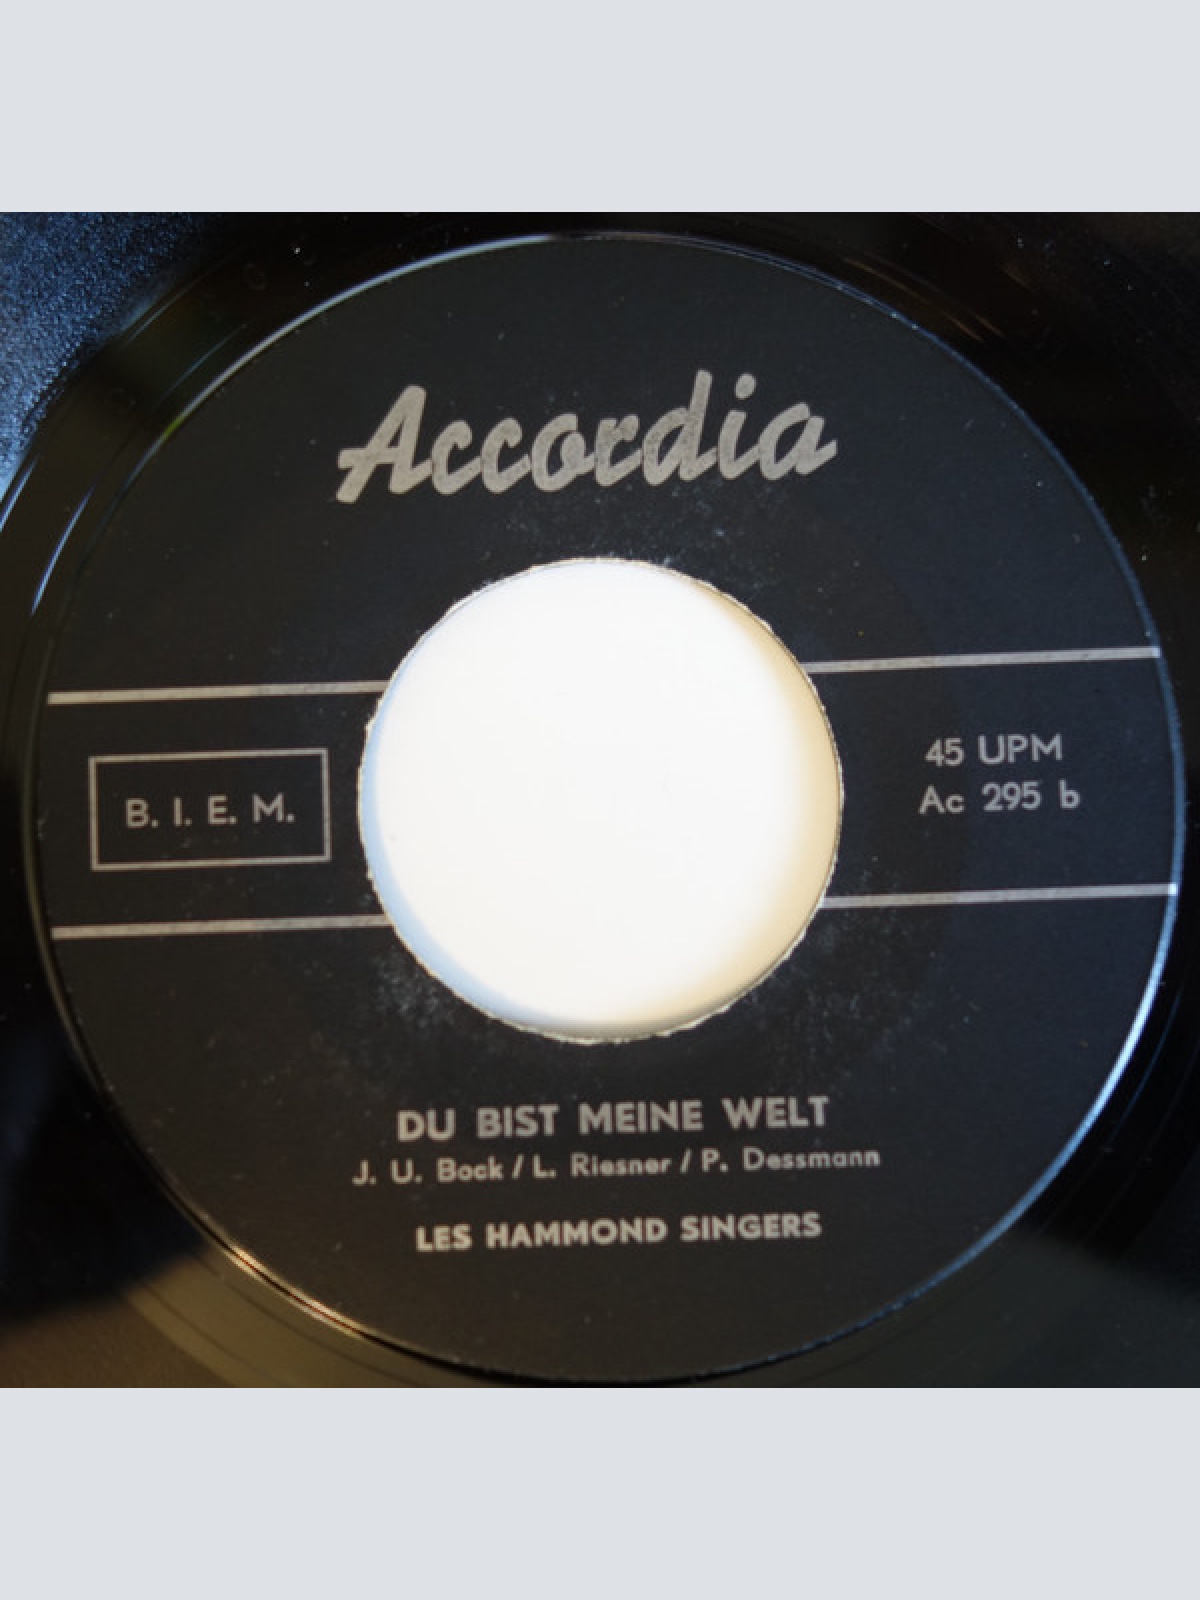 Accordia
B. I. E. M.
45 UPM
Ac 295 b
DU BIST MEINE WELT
J. U. Bock / L. Riesner / P. Dessmann
LES HAMMOND SINGERS